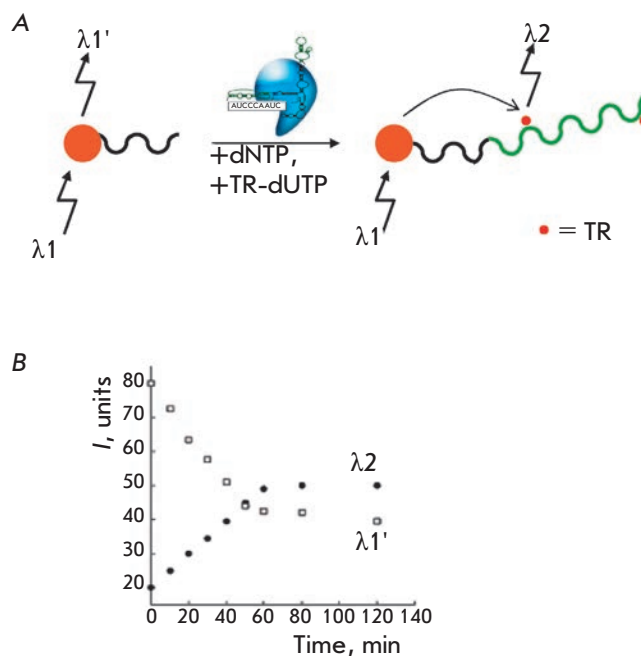 A
λ1'
λ2
AUCCCAAUC
+dNTP,
+TR-dUTP
λ1
λ1
= TR
B
I, units
80
70
60
50
40
30
20
λ2
λ1'
0 20 40 60 80 100 120 140
Time, min